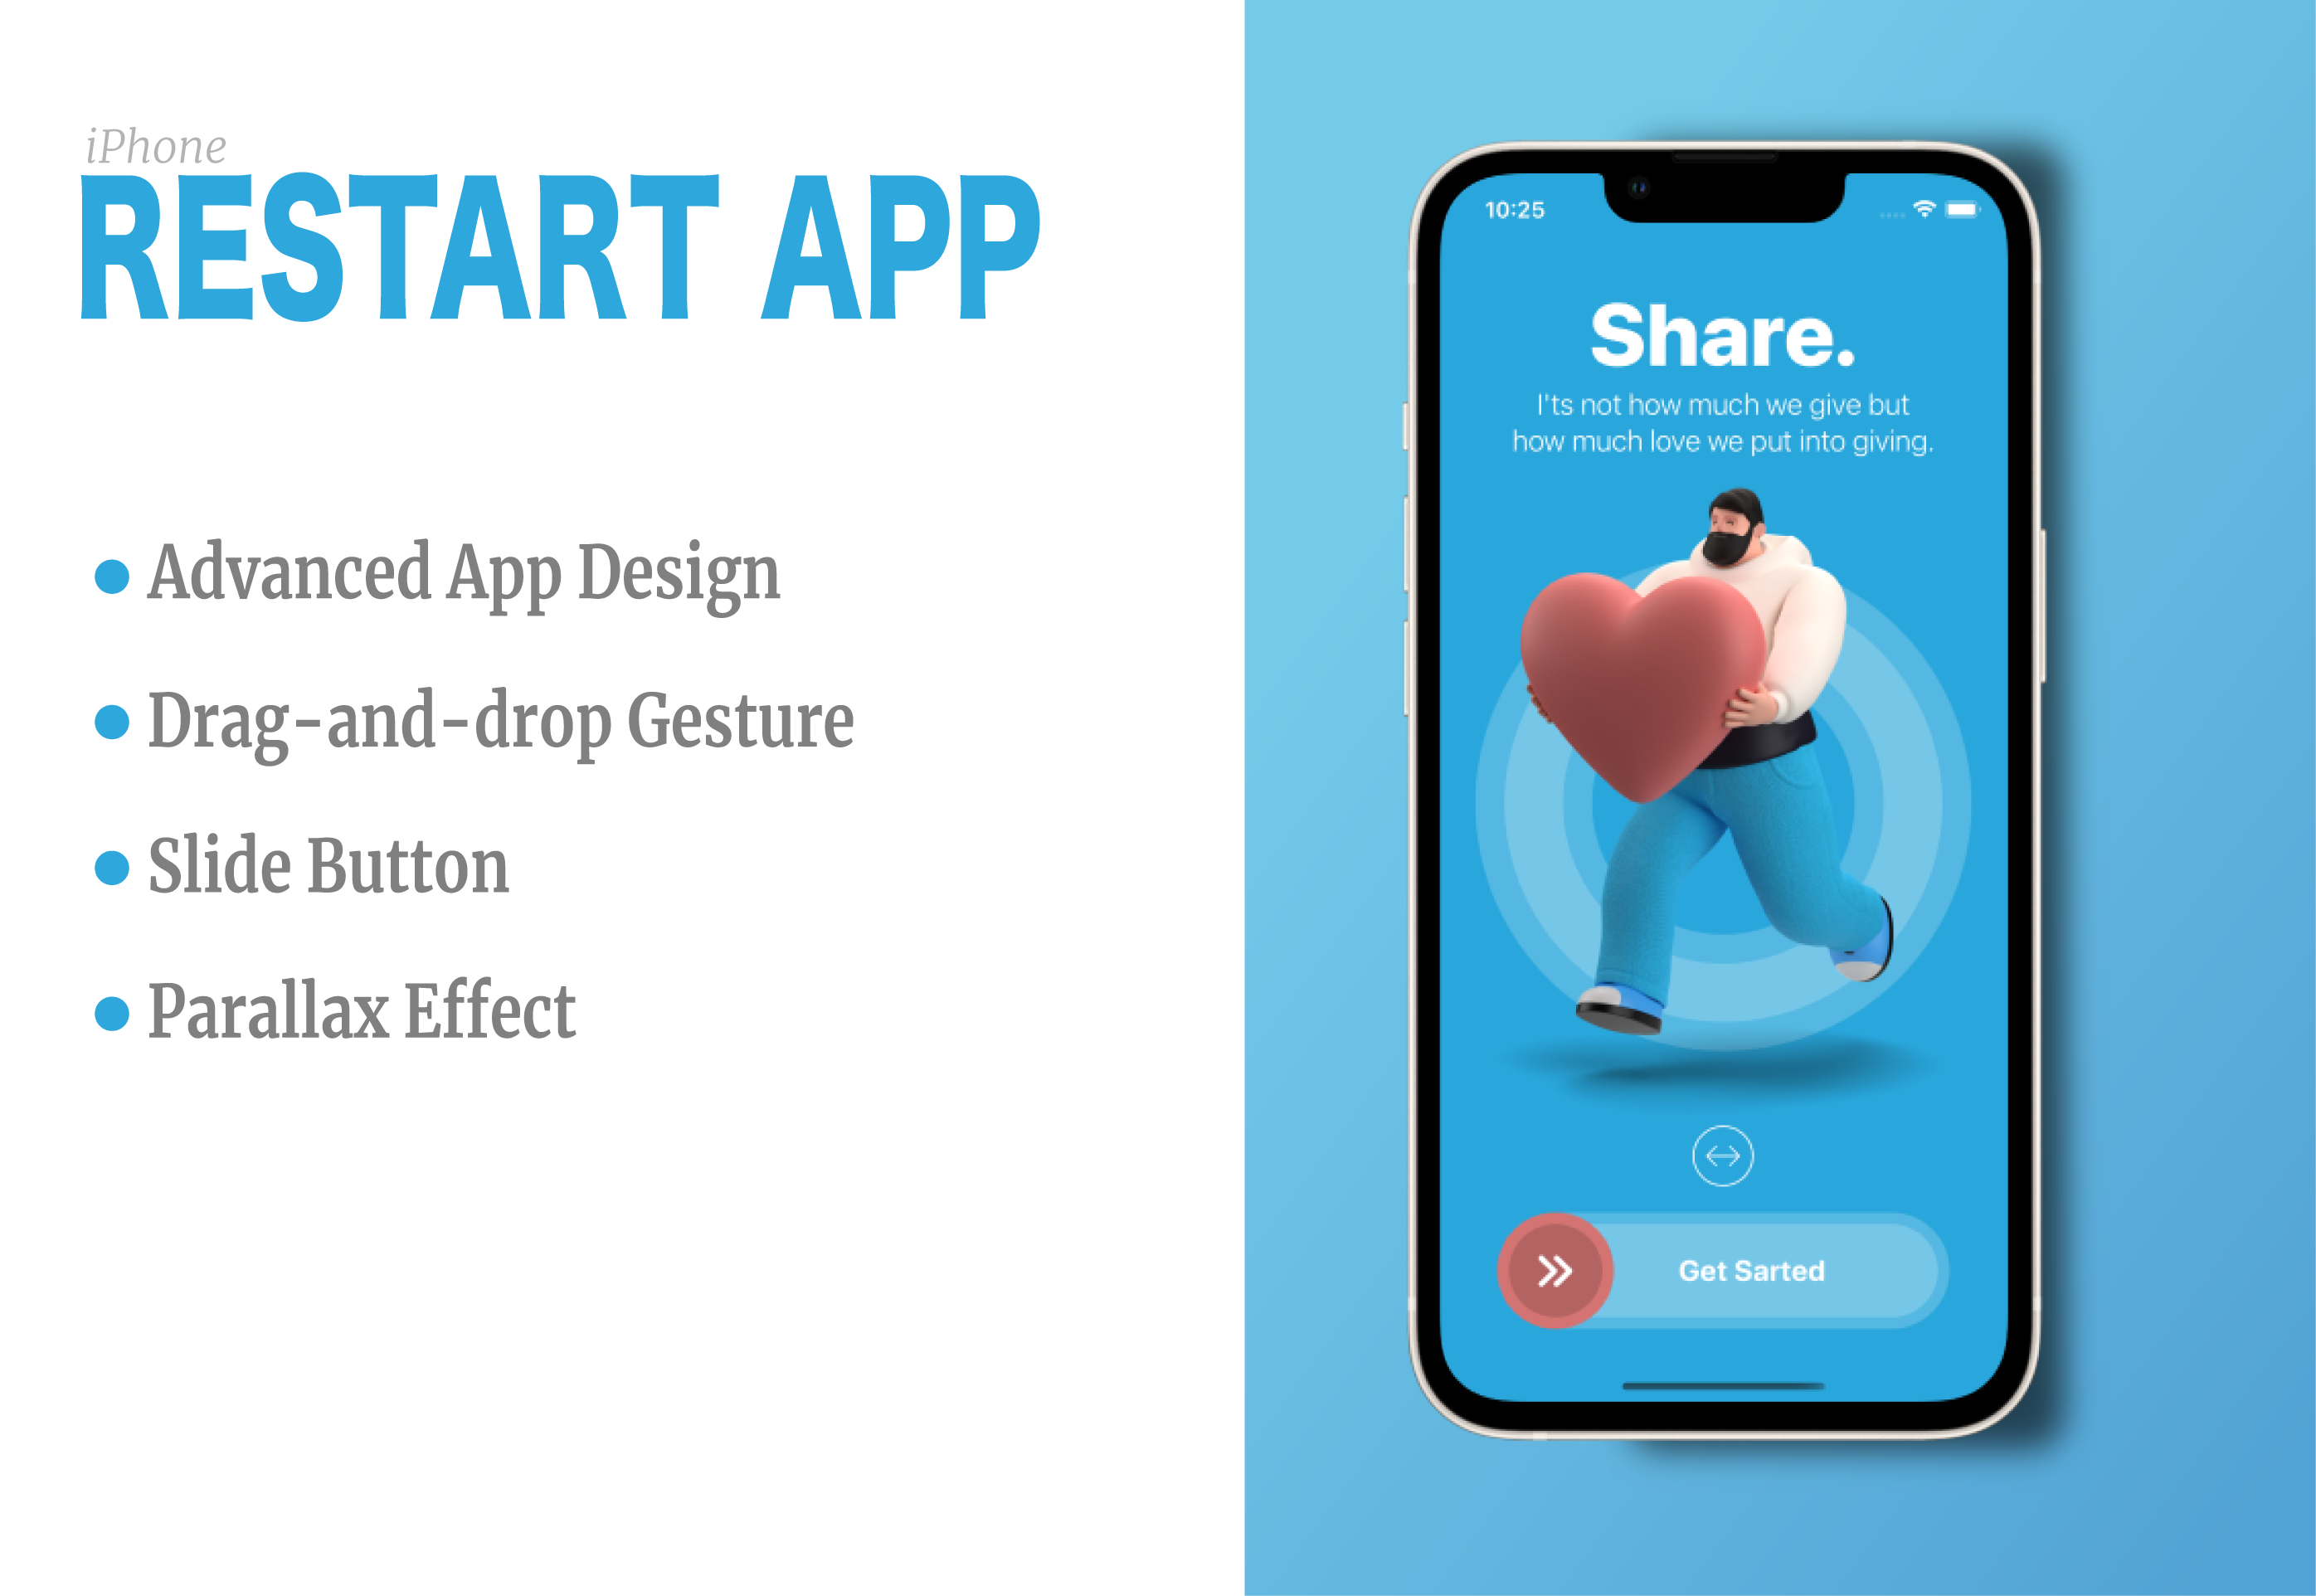 iPhone
RESTART APP
Advanced App Design
Drag-and-drop Gesture
Slide Button
Parallax Effect
10:25
Share.
I'ts not how much we give but
how much love we put into giving.
Get Sarted